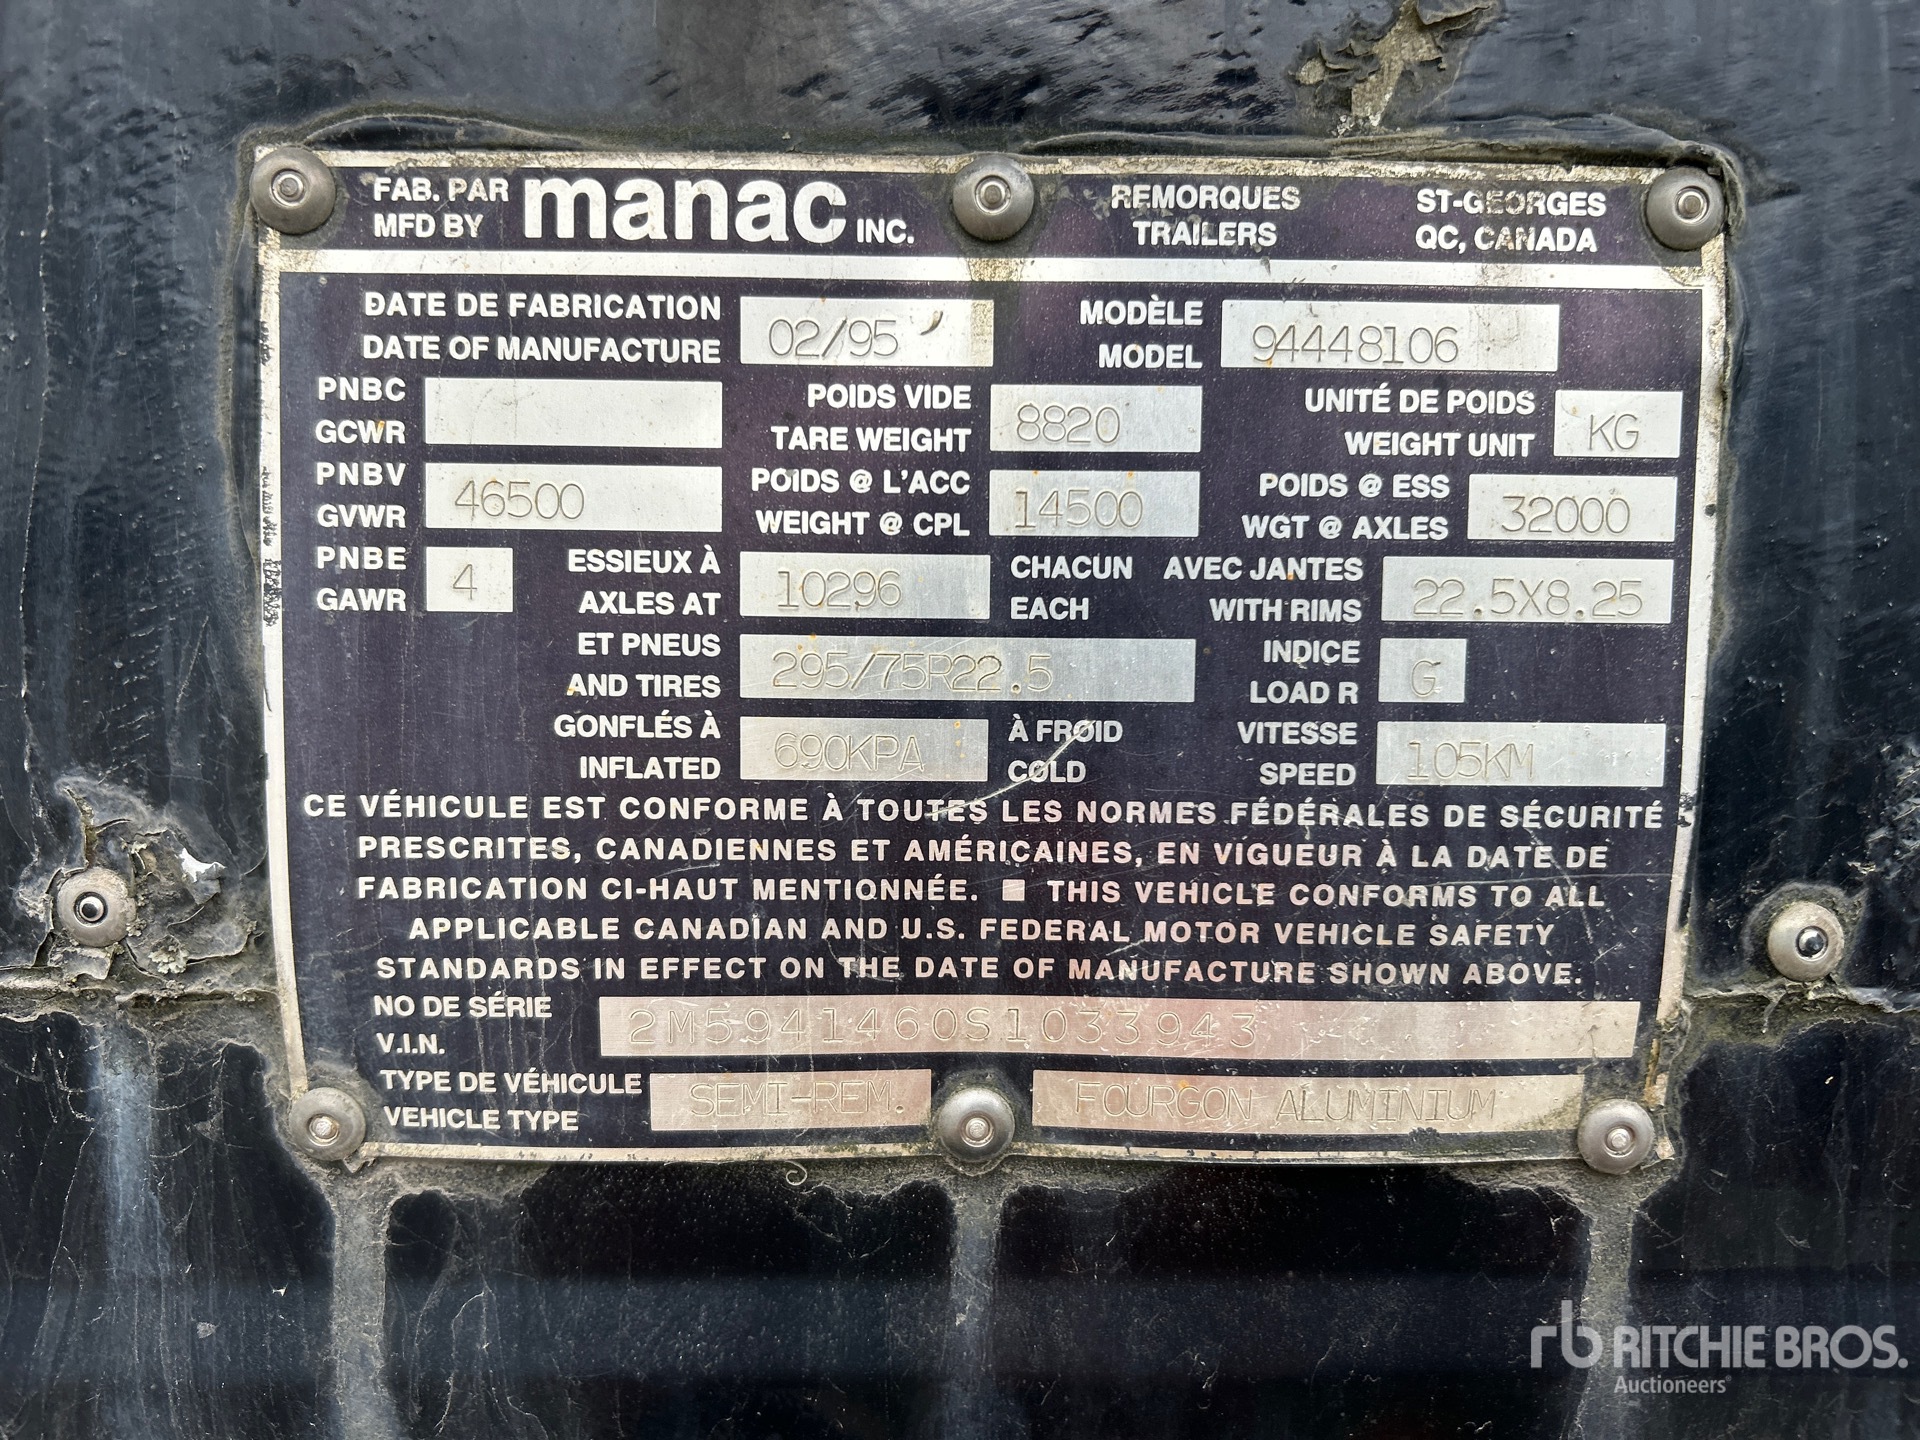 FAB. PAR manac INC. REMORQUES ST-GEORGES
MFD BY TRAILERS QC, CANADA
DATE DE FABRICATION 02/95 MODÈLE 94448106
DATE OF MANUFACTURE MODEL
PNBC POIDS VIDE 8820 UNITÉ DE POIDS KG
GCWR TARE WEIGHT WEIGHT UNIT
PNBV 46500 POIDS @ L'ACC 14500 POIDS @ ESS 32000
GVWR WEIGHT @ CPL WGT @ AXLES
PNBE 4 ESSIEUX À 10296 CHACUN AVEC JANTES 22.5X8.25
GAWR AXLES AT EACH WITH RIMS
ET PNEUS 295/75R22.5 INDICE G
AND TIRES LOAD R
GONFLÉS À 690KPA À FROID VITESSE 105KM
INFLATED COLD SPEED
CE VÉHICULE EST CONFORME À TOUTES LES NORMES FÉDÉRALES DE SÉCURITÉ
PRESCRITES, CANADIENNES ET AMÉRICAINES, EN VIGUEUR À LA DATE DE
FABRICATION CI-HAUT MENTIONNÉE. ■ THIS VEHICLE CONFORMS TO ALL
APPLICABLE CANADIAN AND U.S. FEDERAL MOTOR VEHICLE SAFETY
STANDARDS IN EFFECT ON THE DATE OF MANUFACTURE SHOWN ABOVE.
NO DE SÉRIE 2M5941460S1033943
V.I.N.
TYPE DE VÉHICULE SEMI-REM. FOURGON ALUMINIUM
VEHICLE TYPE
rb RITCHIE BROS.
Auctioneers